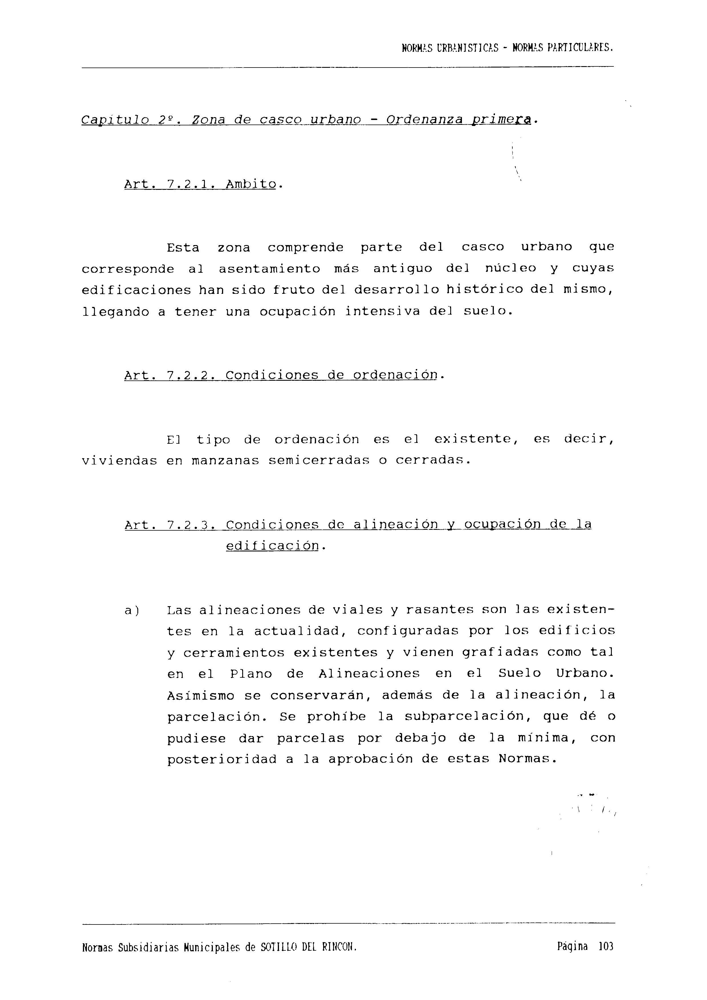 NORMAS URBANISTICAS - NORMAS PARTICULARES.
Capítulo 2º. Zona de casco urbano - Ordenanza primera.
Art. 7.2.1. Ambito.
Esta zona comprende parte del casco urbano que
corresponde al asentamiento más antiguo del núcleo y cuyas
edificaciones han sido fruto del desarrollo histórico del mismo,
llegando a tener una ocupación intensiva del suelo.
Art. 7.2.2. Condiciones de ordenación.
El tipo de ordenación es el existente, es decir,
viviendas en manzanas semicerradas o cerradas.
Art. 7.2.3. Condiciones de alineación y ocupación de la
edificación.
a) Las alineaciones de viales y rasantes son las existen-
tes en la actualidad, configuradas por los edificios
y cerramientos existentes y vienen grafiadas como tal
en el Plano de Alineaciones en el Suelo Urbano.
Asímismo se conservarán, además de la alineación, la
parcelación. Se prohíbe la subparcelación, que dé o
pudiese dar parcelas por debajo de la mínima, con
posterioridad a la aprobación de estas Normas.
Normas Subsidiarias Municipales de SOTILLO DEL RINCON. Página 103